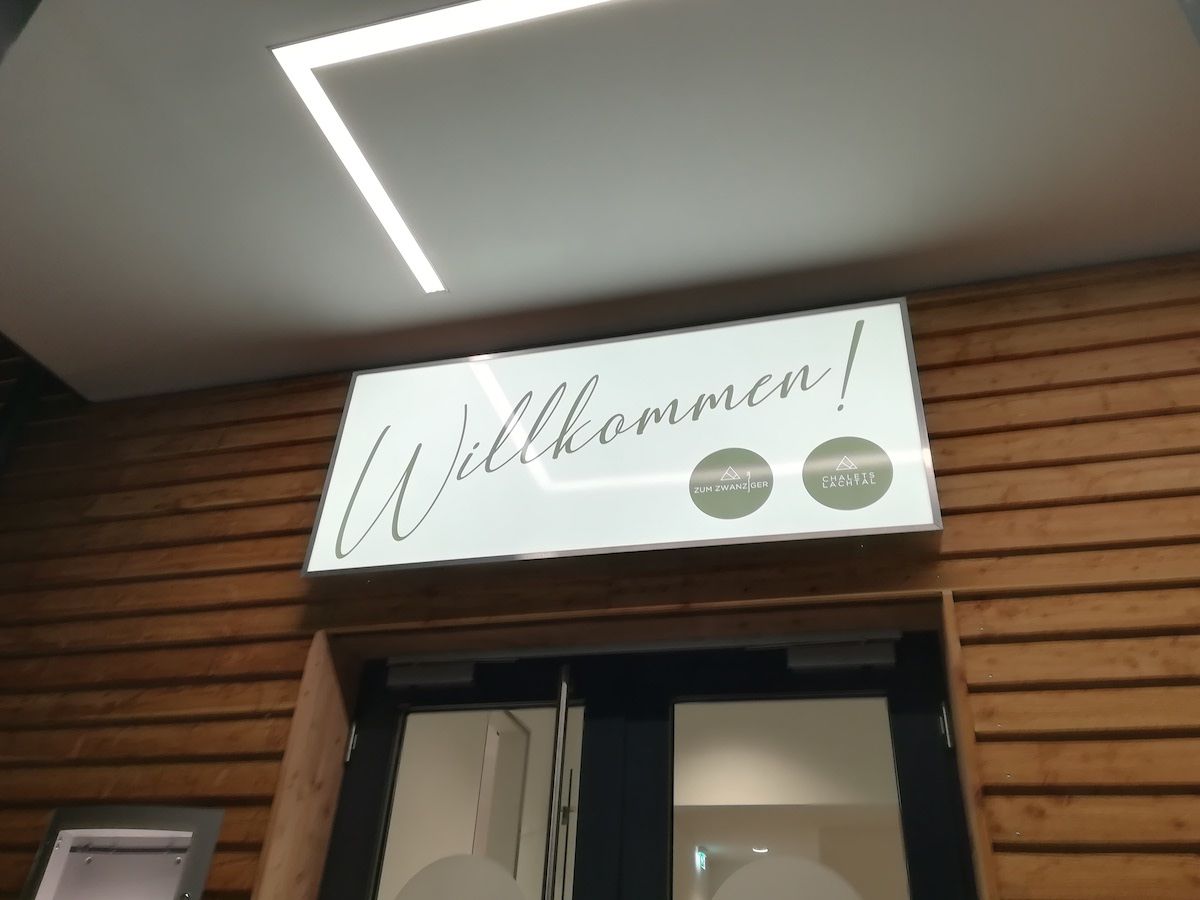 Willkommen!
ZUM ZWANZIGER
CHALETS
LACHTAL